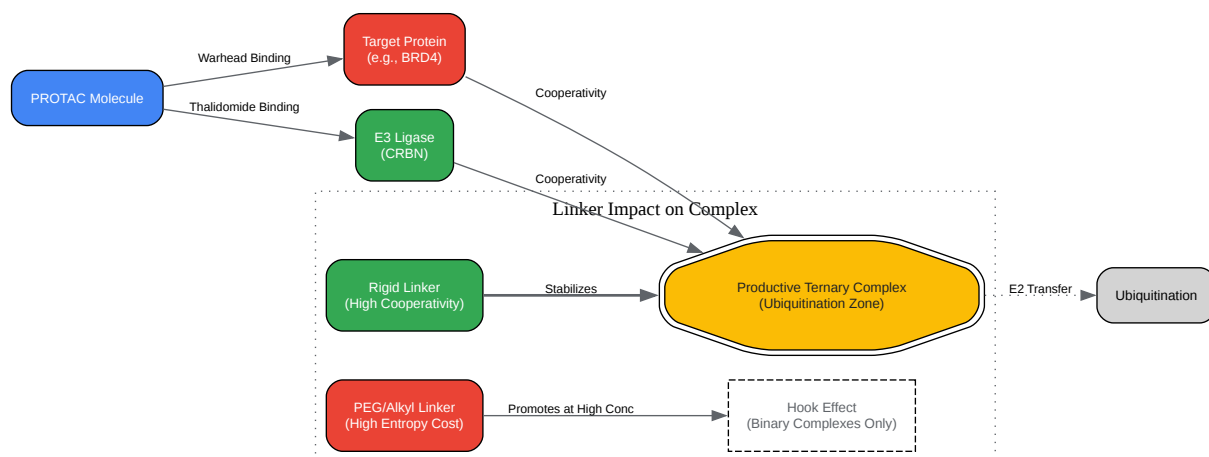 Target Protein
(e.g., BRD4)
Warhead Binding
PROTAC Molecule
Cooperativity
Thalidomide Binding
E3 Ligase
(CRBN)
Cooperativity
Linker Impact on Complex
Rigid Linker
(High Cooperativity)
Stabilizes
Productive Ternary Complex
(Ubiquitination Zone)
E2 Transfer
Ubiquitination
PEG/Alkyl Linker
(High Entropy Cost)
Promotes at High Conc
Hook Effect
(Binary Complexes Only)